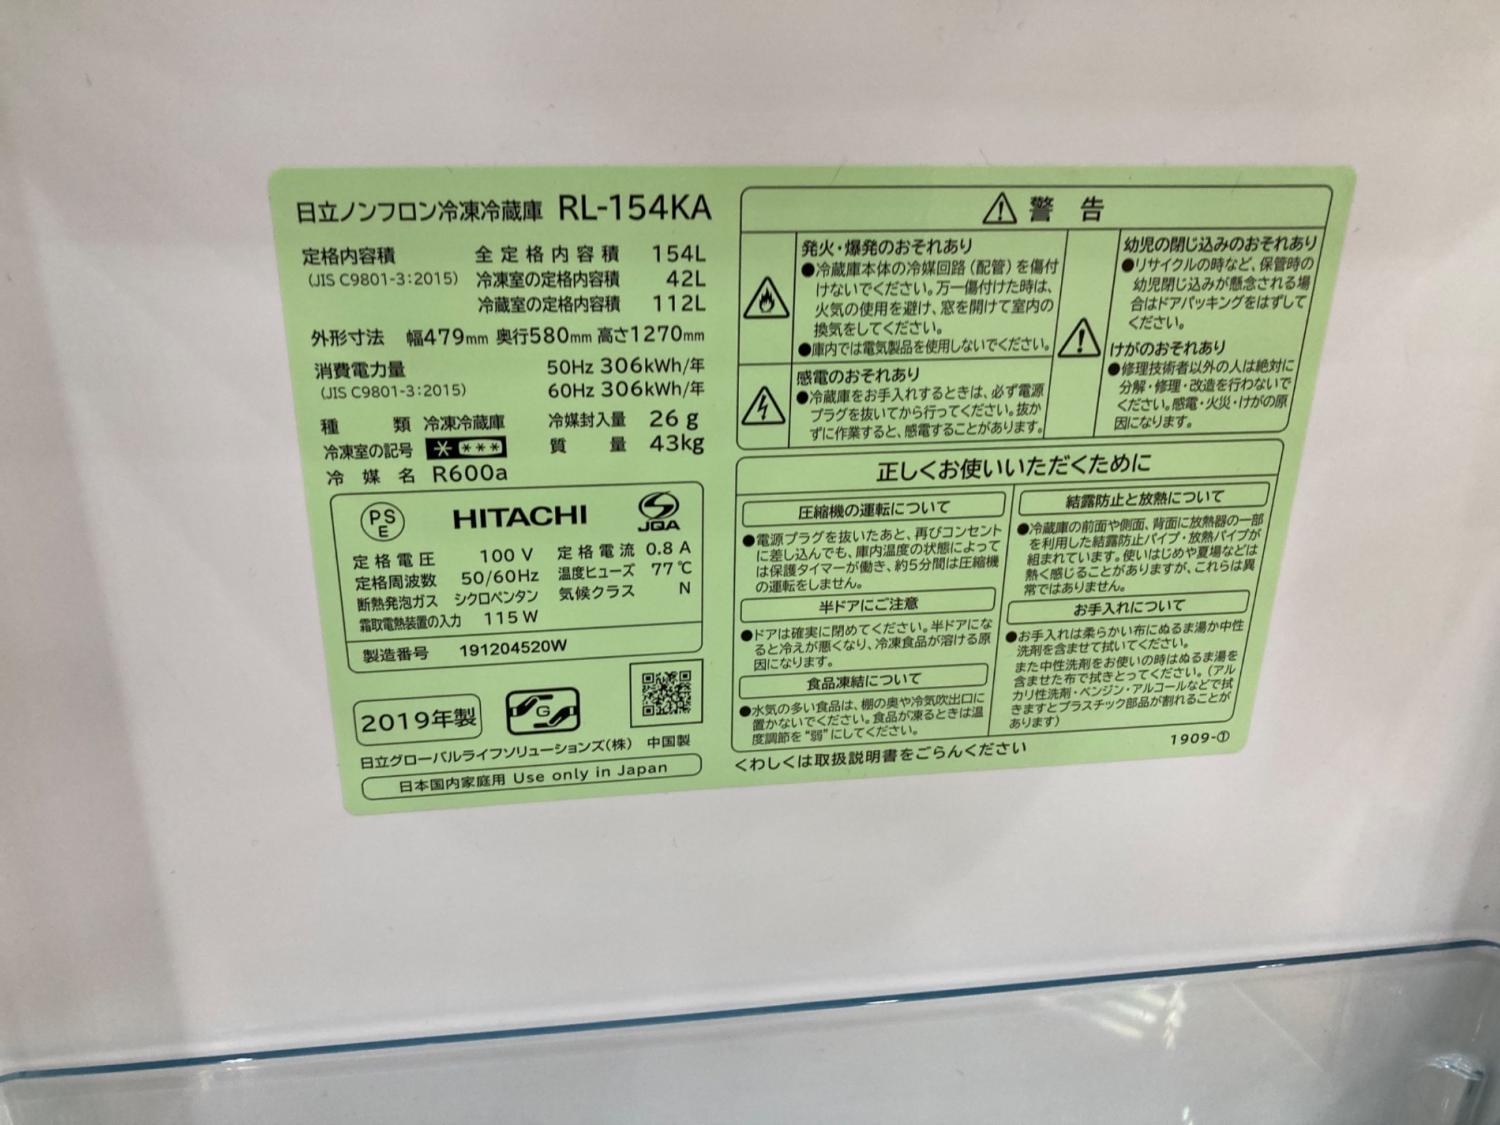 日立ノンフロン冷凍冷蔵庫 RL-154KA
定格内容積 全定格内容積 154L
(JIS C9801-3:2015) 冷凍室の定格内容積 42L
冷蔵室の定格内容積 112L
外形寸法 幅479mm 奥行580mm 高さ1270mm
消費電力量 50Hz 306kWh/年
(JIS C9801-3:2015) 60Hz 306kWh/年
種類 冷凍冷蔵庫 冷媒封入量 26g
冷凍室の記号 * *** 質量 43kg
冷媒名 R600a
PS
E
HITACHI
JQA
定格電圧 100V 定格電流 0.8A
定格周波数 50/60Hz 温度ヒューズ 77℃
断熱発泡ガス シクロペンタン 気候クラス N
霜取電熱装置の入力 115W
製造番号 191204520W
2019年製
G
日立グローバルライフソリューションズ(株) 中国製
日本国内家庭用 Use only in Japan
警告
発火・爆発のおそれあり
●冷蔵庫本体の冷媒回路(配管)を傷付
けないでください。万一傷付けた時は、
火気の使用を避け、窓を開けて室内の
換気をしてください。
●庫内では電気製品を使用しないでください。
感電のおそれあり
●冷蔵庫をお手入れするときは、必ず電源
プラグを抜いてから行ってください。抜か
ずに作業すると、感電することがあります。
幼児の閉じ込みのおそれあり
●リサイクルの時など、保管時の
幼児閉じ込みが懸念される場
合はドアパッキングをはずして
ください。
けがのおそれあり
●修理技術者以外の人は絶対に
分解・修理・改造を行わないで
ください。感電・火災・けがの原
因になります。
正しくお使いいただくために
圧縮機の運転について
●電源プラグを抜いたあと、再びコンセント
に差し込んでも、庫内温度の状態によって
は保護タイマーが働き、約5分間は圧縮機
の運転をしません。
半ドアにご注意
●ドアは確実に閉めてください。半ドアにな
ると冷えが悪くなり、冷凍食品が溶ける原
因になります。
食品凍結について
●水気の多い食品は、棚の奥や冷気吹出口に
置かないでください。食品が凍るときは温
度調節を“弱”にしてください。
結露防止と放熱について
●冷蔵庫の前面や側面、背面に放熱器の一部
を利用した結露防止パイプ・放熱パイプが
組まれています。使いはじめや夏場などは
熱く感じることがありますが、これらは異
常ではありません。
お手入れについて
●お手入れは柔らかい布にぬるま湯か中性
洗剤を含ませて拭いてください。
また中性洗剤をお使いの時はぬるま湯を
含ませた布で拭きとってください。(アル
カリ性洗剤・ベンジン・アルコールなどで拭
きますとプラスチック部品が割れることが
あります)
くわしくは取扱説明書をごらんください
1909-①